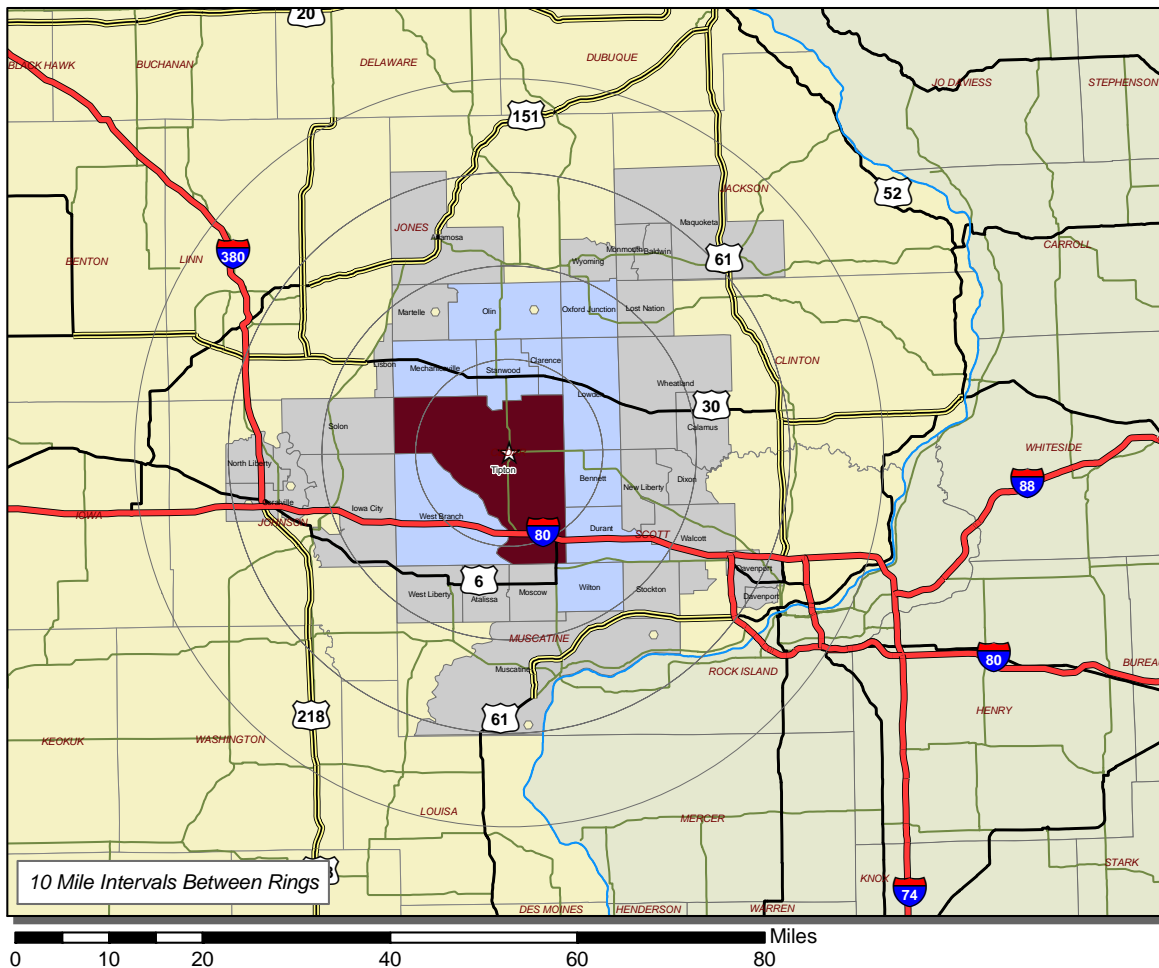 20
BLACK HAWK
BUCHANAN
DELAWARE
DUBUQUE
JO DAVIESS
STEPHENSON
151
52
JACKSON
JONES
Maquoketa
Anamosa
61
380
BENTON
LINN
Monmouth
Baldwin
Wyoming
CARROLL
Martelle
Olin
Oxford Junction
Lost Nation
Lisbon
Mechanicsville
Stanwood
Clarence
CLINTON
Wheatland
Lowden
30
Calamus
Solon
WHITESIDE
North Liberty
Tipton
Bennett
New Liberty
Dixon
88
Coralville
Iowa City
West Branch
IOWA
JOHNSON
80
Durant
SCOTT
Walcott
Davenport
6
West Liberty
Atalissa
Moscow
Wilton
Stockton
Davenport
MUSCATINE
Muscatine
ROCK ISLAND
80
BUREAU
218
61
HENRY
KEOKUK
WASHINGTON
LOUISA
MERCER
STARK
KNOX
74
10 Mile Intervals Between Rings
DES MOINES
HENDERSON
WARREN
Miles
0 10 20 40 60 80